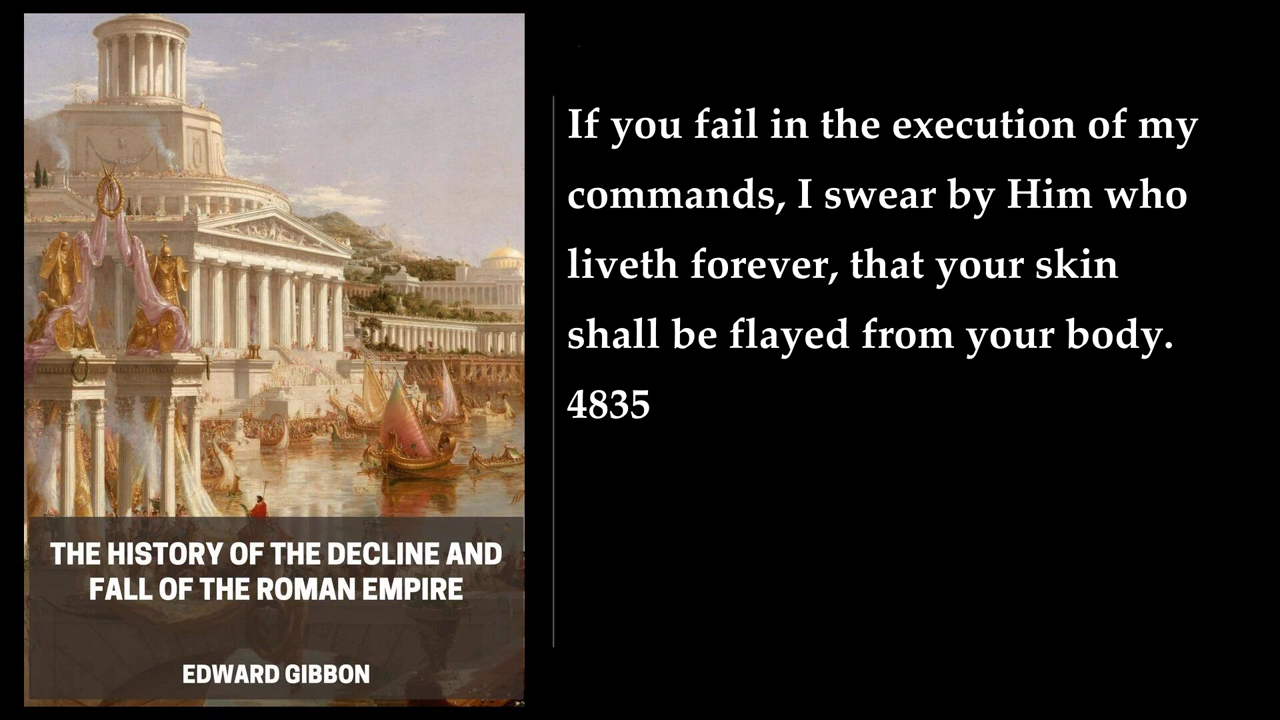 If you fail in the execution of my
commands, I swear by Him who
liveth forever, that your skin
shall be flayed from your body.
4835
THE HISTORY OF THE DECLINE AND
FALL OF THE ROMAN EMPIRE
EDWARD GIBBON